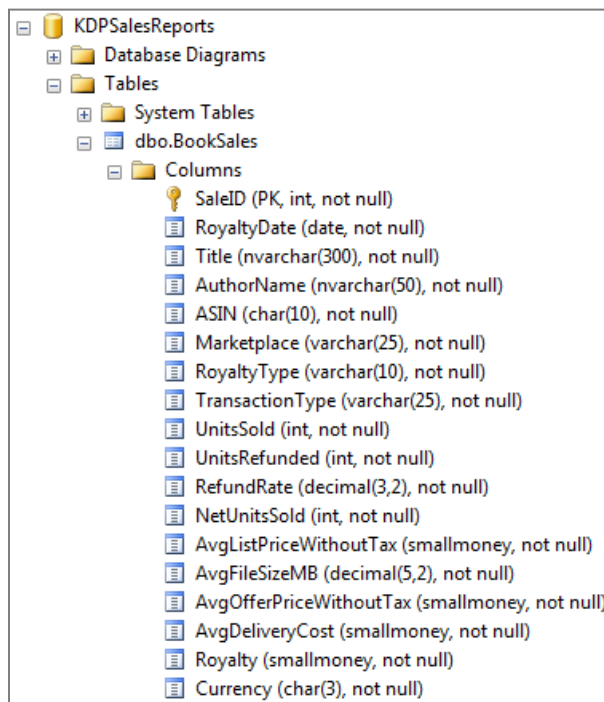 KDPSalesReports
Database Diagrams
Tables
System Tables
dbo.BookSales
Columns
SaleID (PK, int, not null)
RoyaltyDate (date, not null)
Title (nvarchar(300), not null)
AuthorName (nvarchar(50), not null)
ASIN (char(10), not null)
Marketplace (varchar(25), not null)
RoyaltyType (varchar(10), not null)
TransactionType (varchar(25), not null)
UnitsSold (int, not null)
UnitsRefunded (int, not null)
RefundRate (decimal(3,2), not null)
NetUnitsSold (int, not null)
AvgListPriceWithoutTax (smallmoney, not null)
AvgFileSizeMB (decimal(5,2), not null)
AvgOfferPriceWithoutTax (smallmoney, not null)
AvgDeliveryCost (smallmoney, not null)
Royalty (smallmoney, not null)
Currency (char(3), not null)